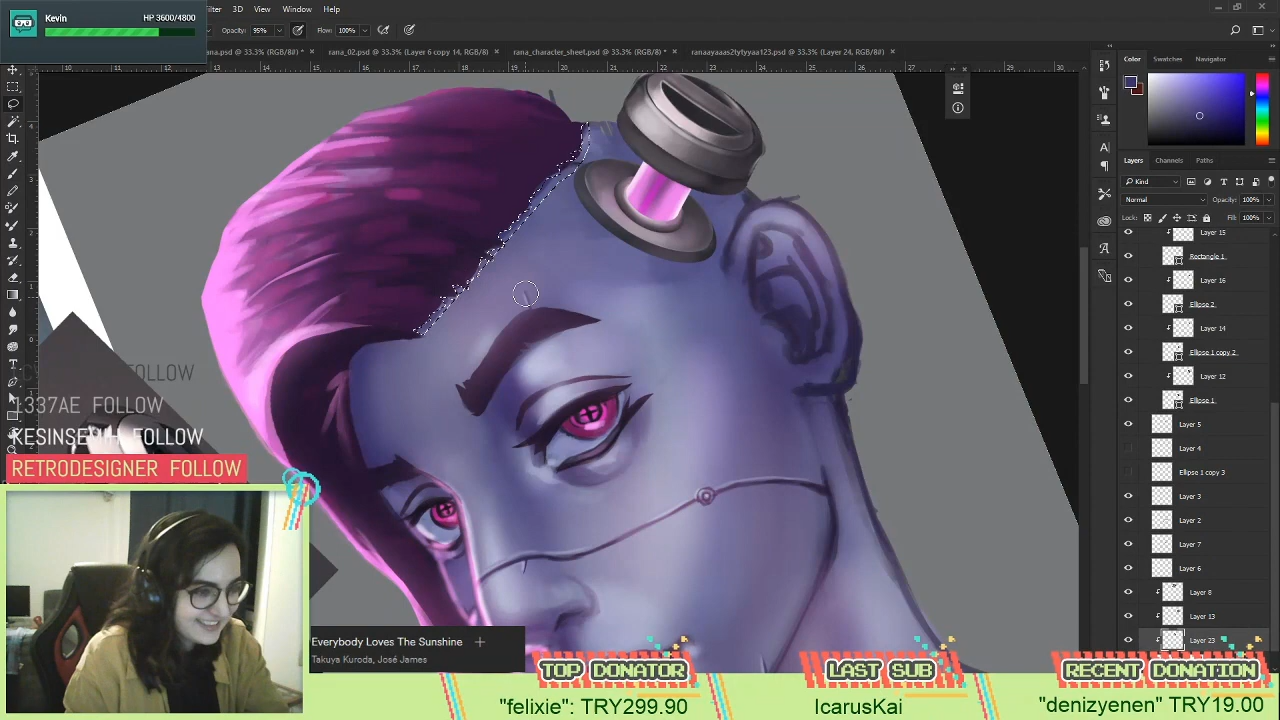 Kevin
HP 3600/4800
3D
View
Window
Help
Opacity: 95%
Flow: 100%
rana_02.psd @ 33.3% (Layer 6 copy 14, RGB/8#)
rana_character_sheet.psd @ 33.3% (RGB/8#) *
ranaayaaas2tytyyaa123.psd @ 33.3% (Layer 24, RGB/8#)
Color
Swatches
Navigator
Layers
Channels
Paths
Kind
Normal
Opacity: 100%
Lock:
Fill: 100%
Layer 15
Rectangle 1
Layer 16
Ellipse 2
Layer 14
Ellipse 1 copy 2
Layer 12
Ellipse 1
Layer 5
Layer 4
Ellipse 1 copy 3
Layer 3
Layer 2
Layer 7
Layer 6
Layer 8
Layer 13
Layer 23
FOLLOW
1337AE FOLLOW
FOLLOW
RETRODESIGNER FOLLOW
Everybody Loves The Sunshine
Takuya Kuroda, José James
TOP DONATOR
"felixie": TRY299.90
LAST SUB
IcarusKai
RECENT DONATION
"denizyenen" TRY19.00